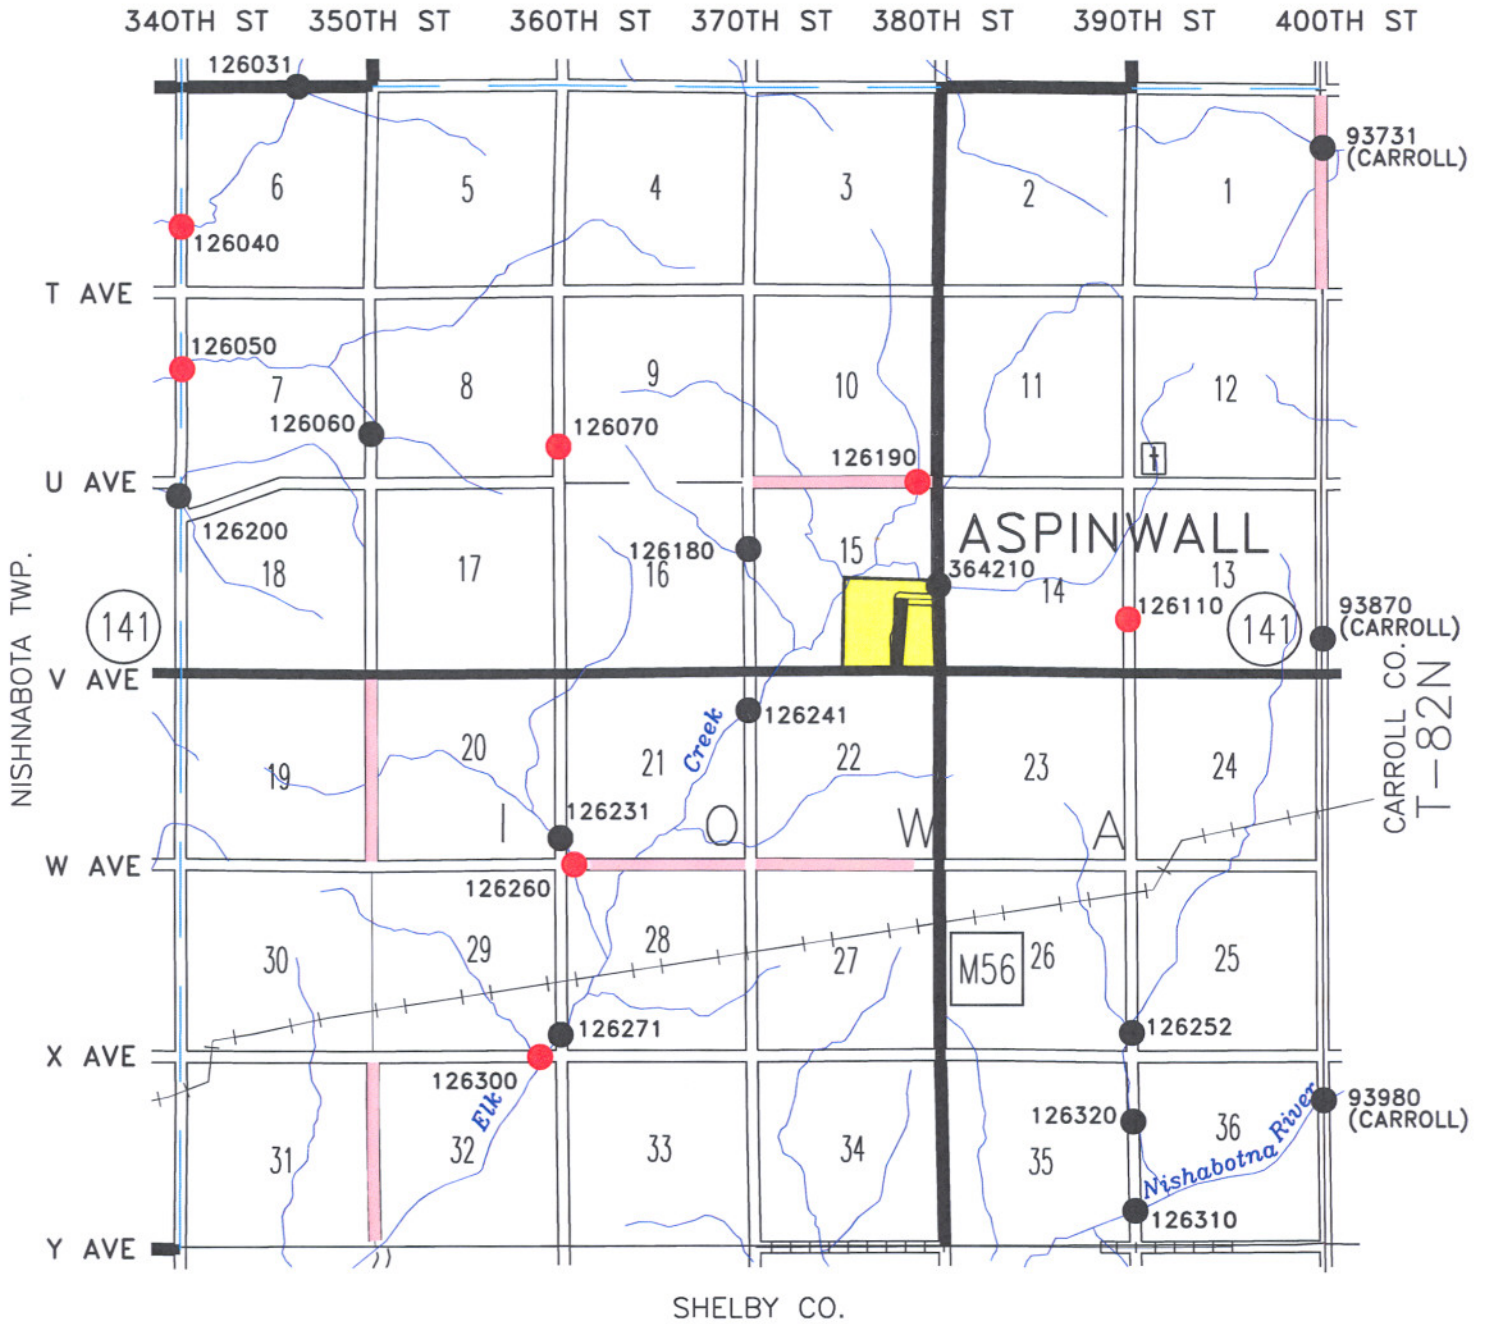 340TH ST 350TH ST 360TH ST 370TH ST 380TH ST 390TH ST 400TH ST
126031
93731
(CARROLL)
6 5 4 3 2 1
126040
T AVE
126050
7 8 9 10 11 12
126060 126070
126190
U AVE
126200
ASPINWALL
126180
18 17 16 15 14 13
364210
126110
93870
(CARROLL)
141
141
V AVE
NISHNABOTA TWP.
CARROLL CO.
T-82N
126241
Creek
19 20 21 22 23 24
126231
I O W A
W AVE
126260
30 29 28 27 26 25
M56
126271
126252
X AVE
126300
Elk
126320
93980
(CARROLL)
31 32 33 34 35 36
Nishabotna River
126310
Y AVE
SHELBY CO.